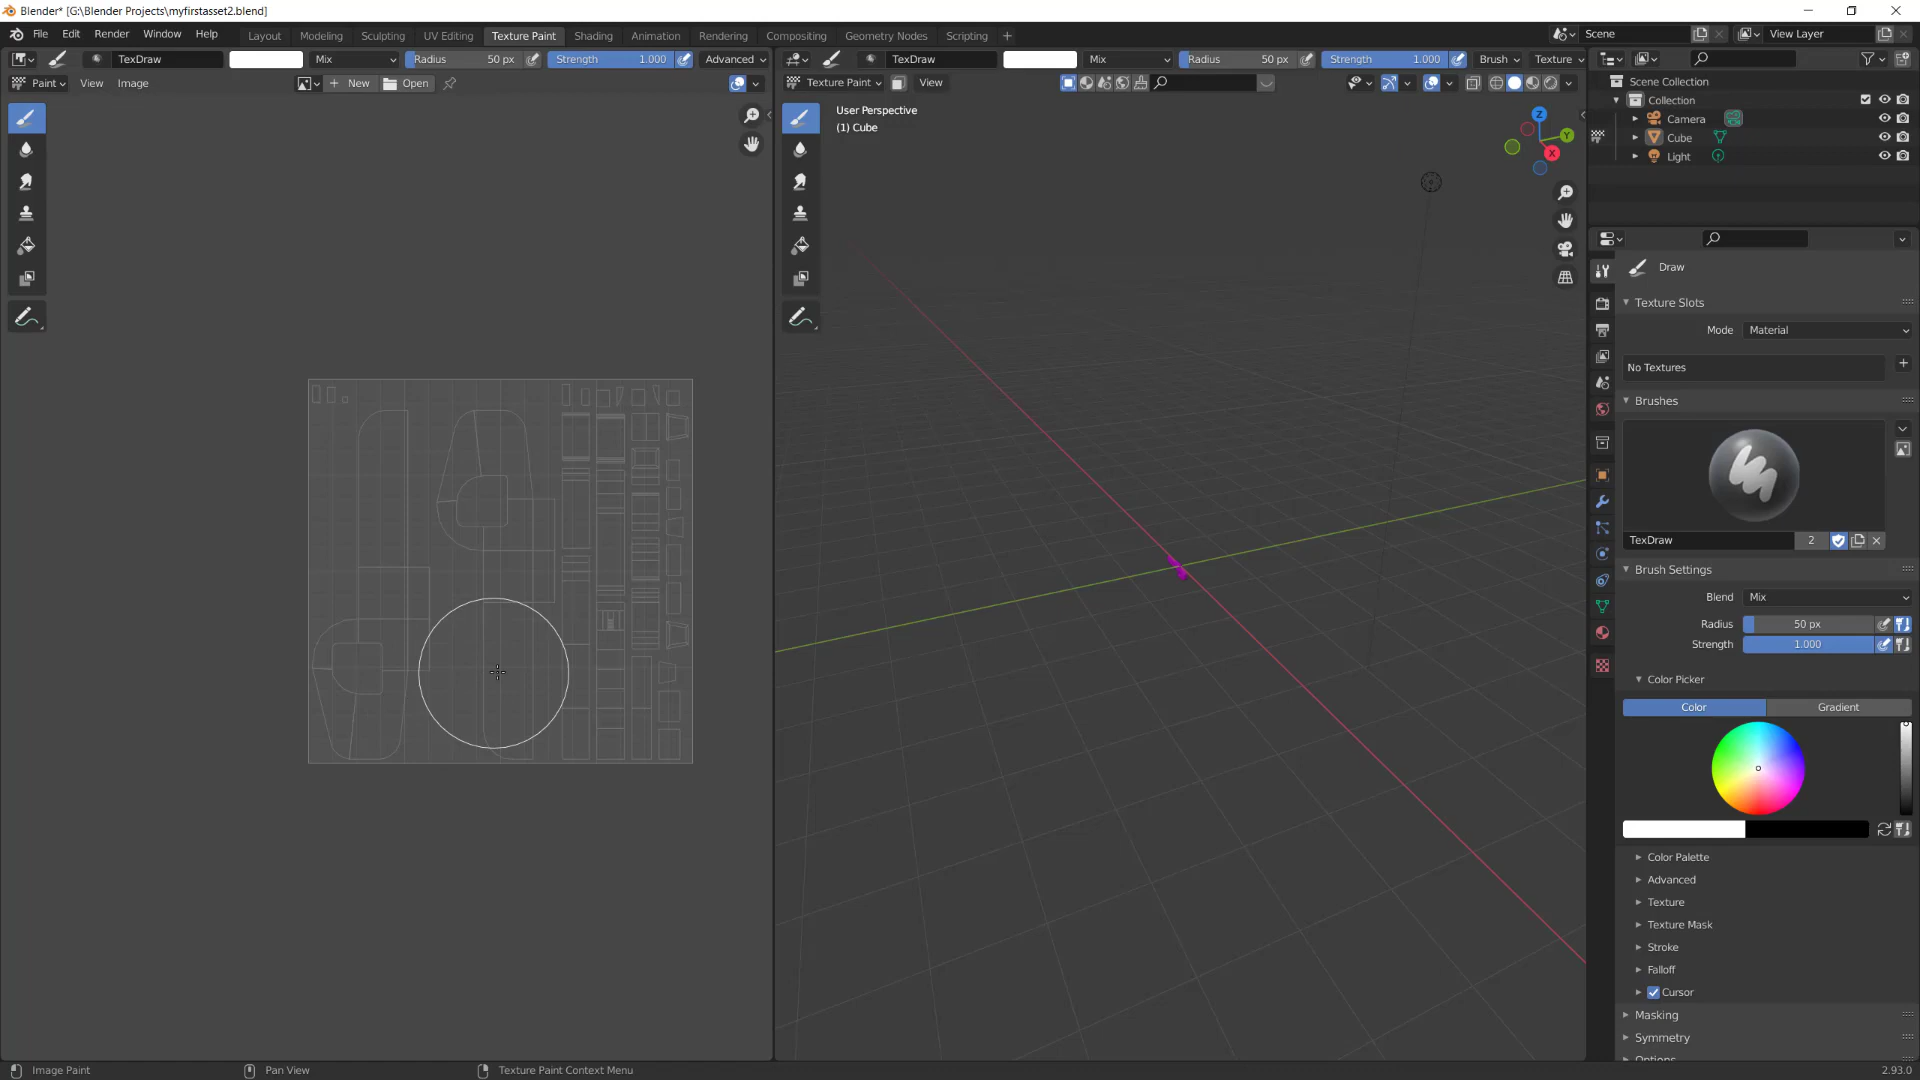 Blender* [G:\Blender Projects\myfirstasset2.blend]
File Edit Render Window Help Layout Modeling Sculpting UV Editing Texture Paint Shading Animation Rendering Compositing Geometry Nodes Scripting + Scene View Layer
TexDraw Mix Radius 50 px Strength 1.000 Advanced
TexDraw Mix Radius 50 px Strength 1.000 Brush Texture
Paint View Image + New Open
Texture Paint View
User Perspective
(1) Cube
Z
Y
X
Scene Collection
Collection
Camera
Cube
Light
Draw
Texture Slots
Mode Material
No Textures
Brushes
TexDraw 2
Brush Settings
Blend Mix
Radius 50 px
Strength 1.000
Color Picker
Color Gradient
Color Palette
Advanced
Texture
Texture Mask
Stroke
Falloff
Cursor
Masking
Symmetry
Options
Image Paint Pan View Texture Paint Context Menu 2.93.0